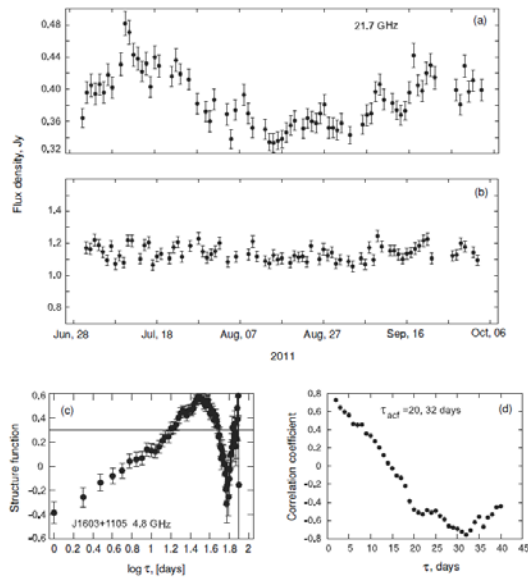 21.7 GHz
(a)
0,48
0,44
0,40
0,36
0,32
Flux density, Jy
(b)
1,4
1,2
1,0
0,8
Jun, 28
Jul, 18
Aug, 07
Aug, 27
Sep, 16
Oct, 06
2011
(c)
0,6
0,4
0,2
0
-0,2
-0,4
-0,6
Structure function
J1603+1105 4.8 GHz
0
0,2
0,4
0,6
0,8
1,0
1,2
1,4
1,6
1,8
2,0
log τ, [days]
τacf =20, 32 days
(d)
0,8
0,6
0,4
0,2
0
-0,2
-0,4
-0,6
-0,8
Correlation coefficient
0
5
10
15
20
25
30
35
40
45
τ, days